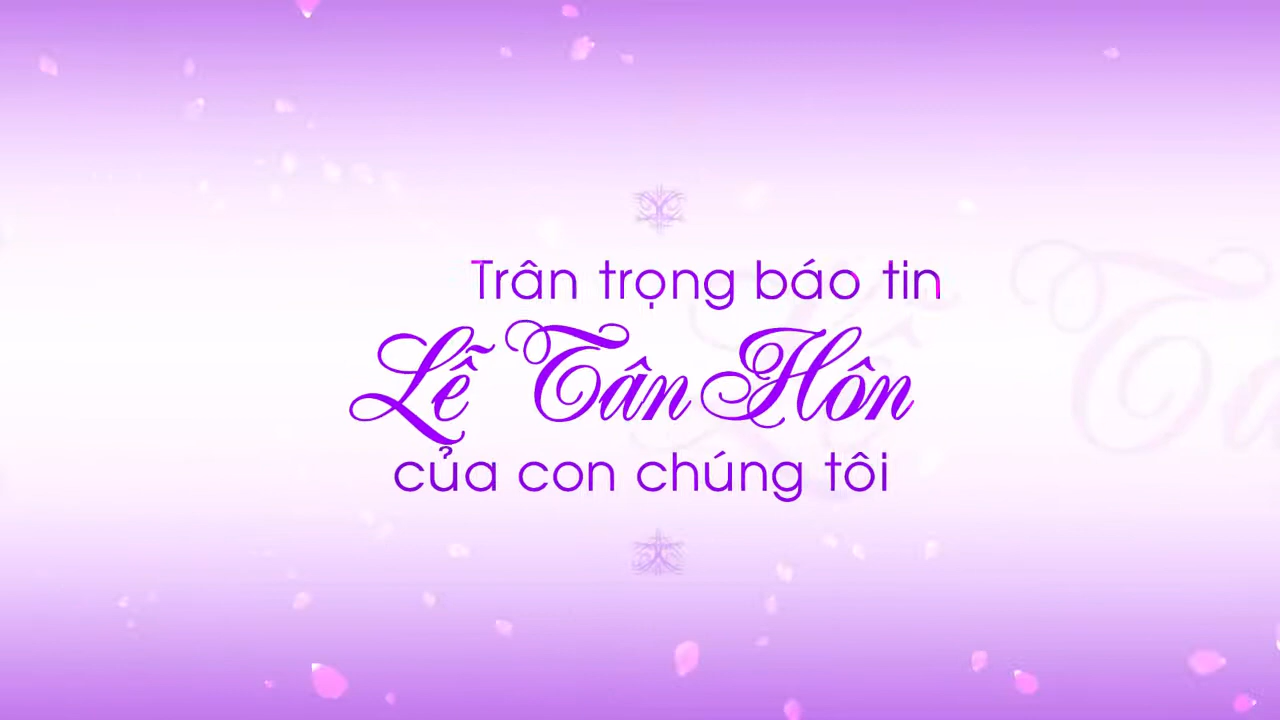 Trân trọng báo tin
Lễ Tân Hôn
của con chúng tôi